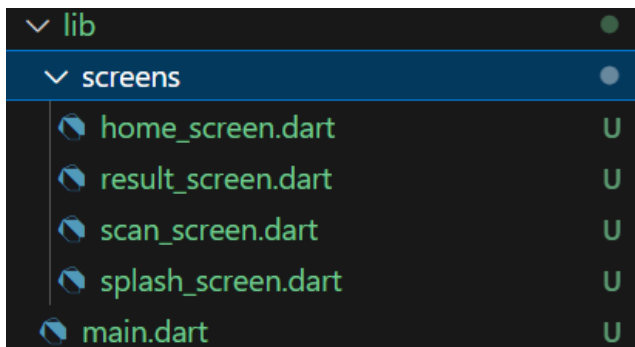 lib
screens
home_screen.dart U
result_screen.dart U
scan_screen.dart U
splash_screen.dart U
main.dart U